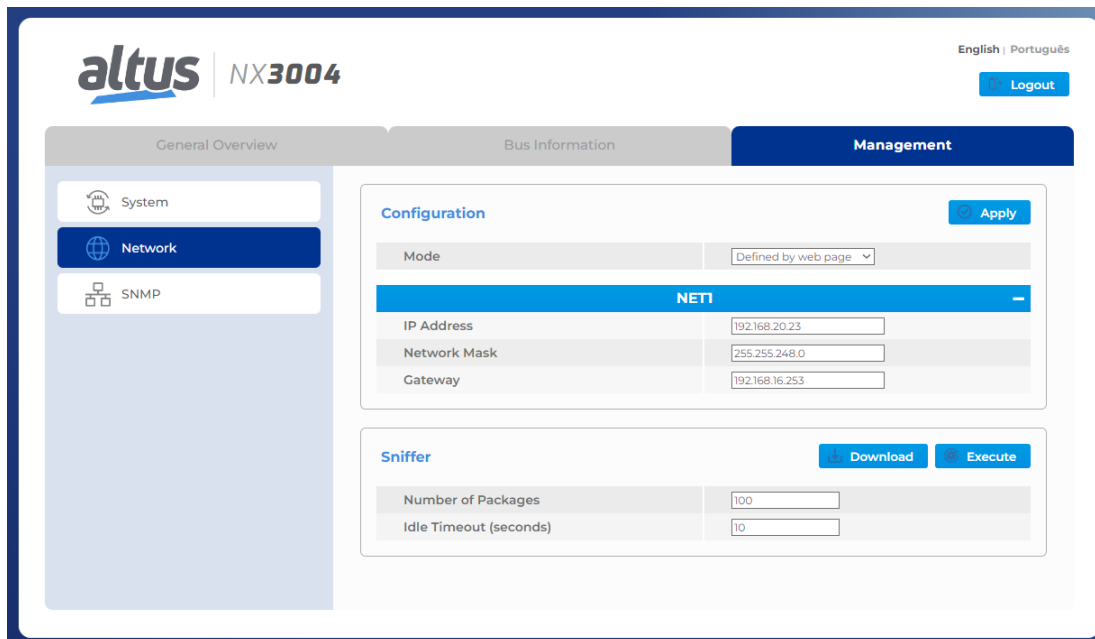 English | Português
altus NX3004
Logout
General Overview Bus Information Management
System
Network
SNMP
Configuration Apply
Mode Defined by web page
NET1
IP Address 192.168.20.23
Network Mask 255.255.248.0
Gateway 192.168.16.253
Sniffer Download Execute
Number of Packages 100
Idle Timeout (seconds) 10